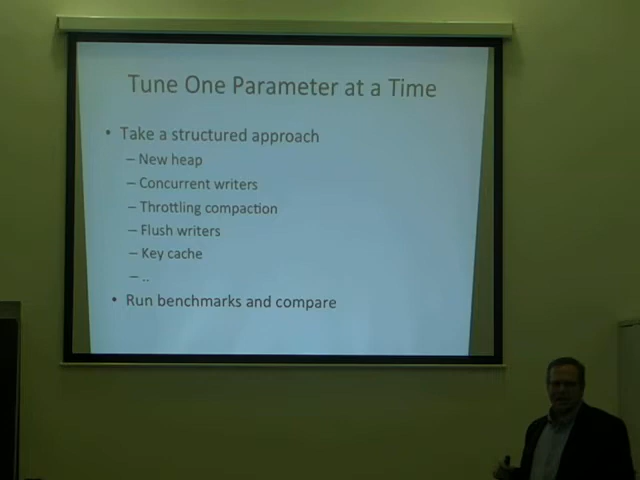 Tune One Parameter at a Time
• Take a structured approach
– New heap
– Concurrent writers
– Throttling compaction
– Flush writers
– Key cache
– ..
• Run benchmarks and compare